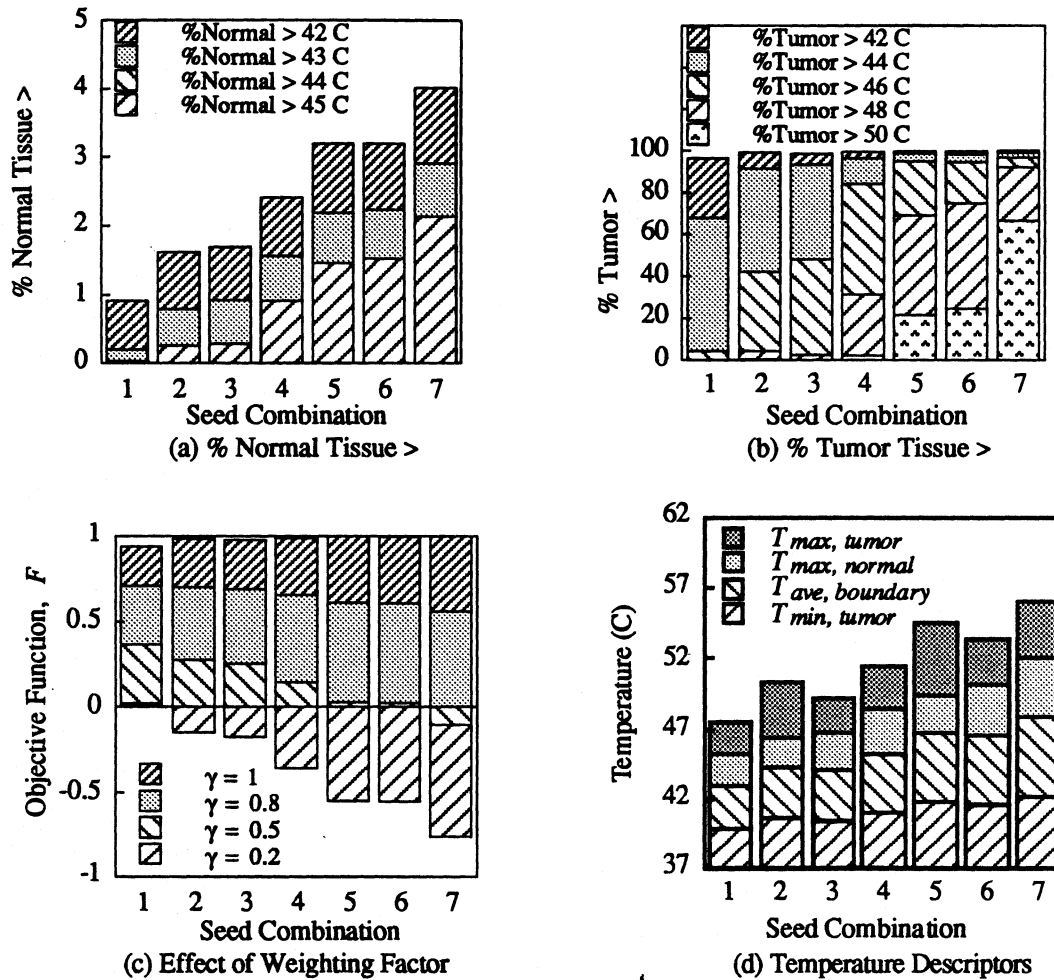 5
4
3
2
1
0
% Normal Tissue >
%Normal > 42 C
%Normal > 43 C
%Normal > 44 C
%Normal > 45 C
1 2 3 4 5 6 7
Seed Combination
(a) % Normal Tissue >
100
80
60
40
20
0
% Tumor >
%Tumor > 42 C
%Tumor > 44 C
%Tumor > 46 C
%Tumor > 48 C
%Tumor > 50 C
1 2 3 4 5 6 7
Seed Combination
(b) % Tumor Tissue >
1
0.5
0
-0.5
-1
Objective Function, F
γ = 1
γ = 0.8
γ = 0.5
γ = 0.2
1 2 3 4 5 6 7
Seed Combination
(c) Effect of Weighting Factor
62
57
52
47
42
37
Temperature (C)
T max, tumor
T max, normal
T ave, boundary
T min, tumor
1 2 3 4 5 6 7
Seed Combination
(d) Temperature Descriptors